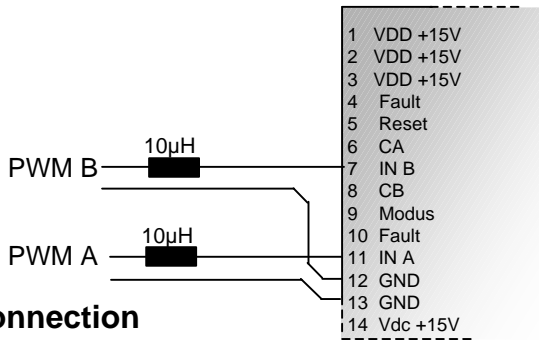 1 VDD +15V
2 VDD +15V
3 VDD +15V
4 Fault
5 Reset
6 CA
7 IN B
8 CB
9 Modus
10 Fault
11 IN A
12 GND
13 GND
14 Vdc +15V
10µH
PWM B
10µH
PWM A
onnection